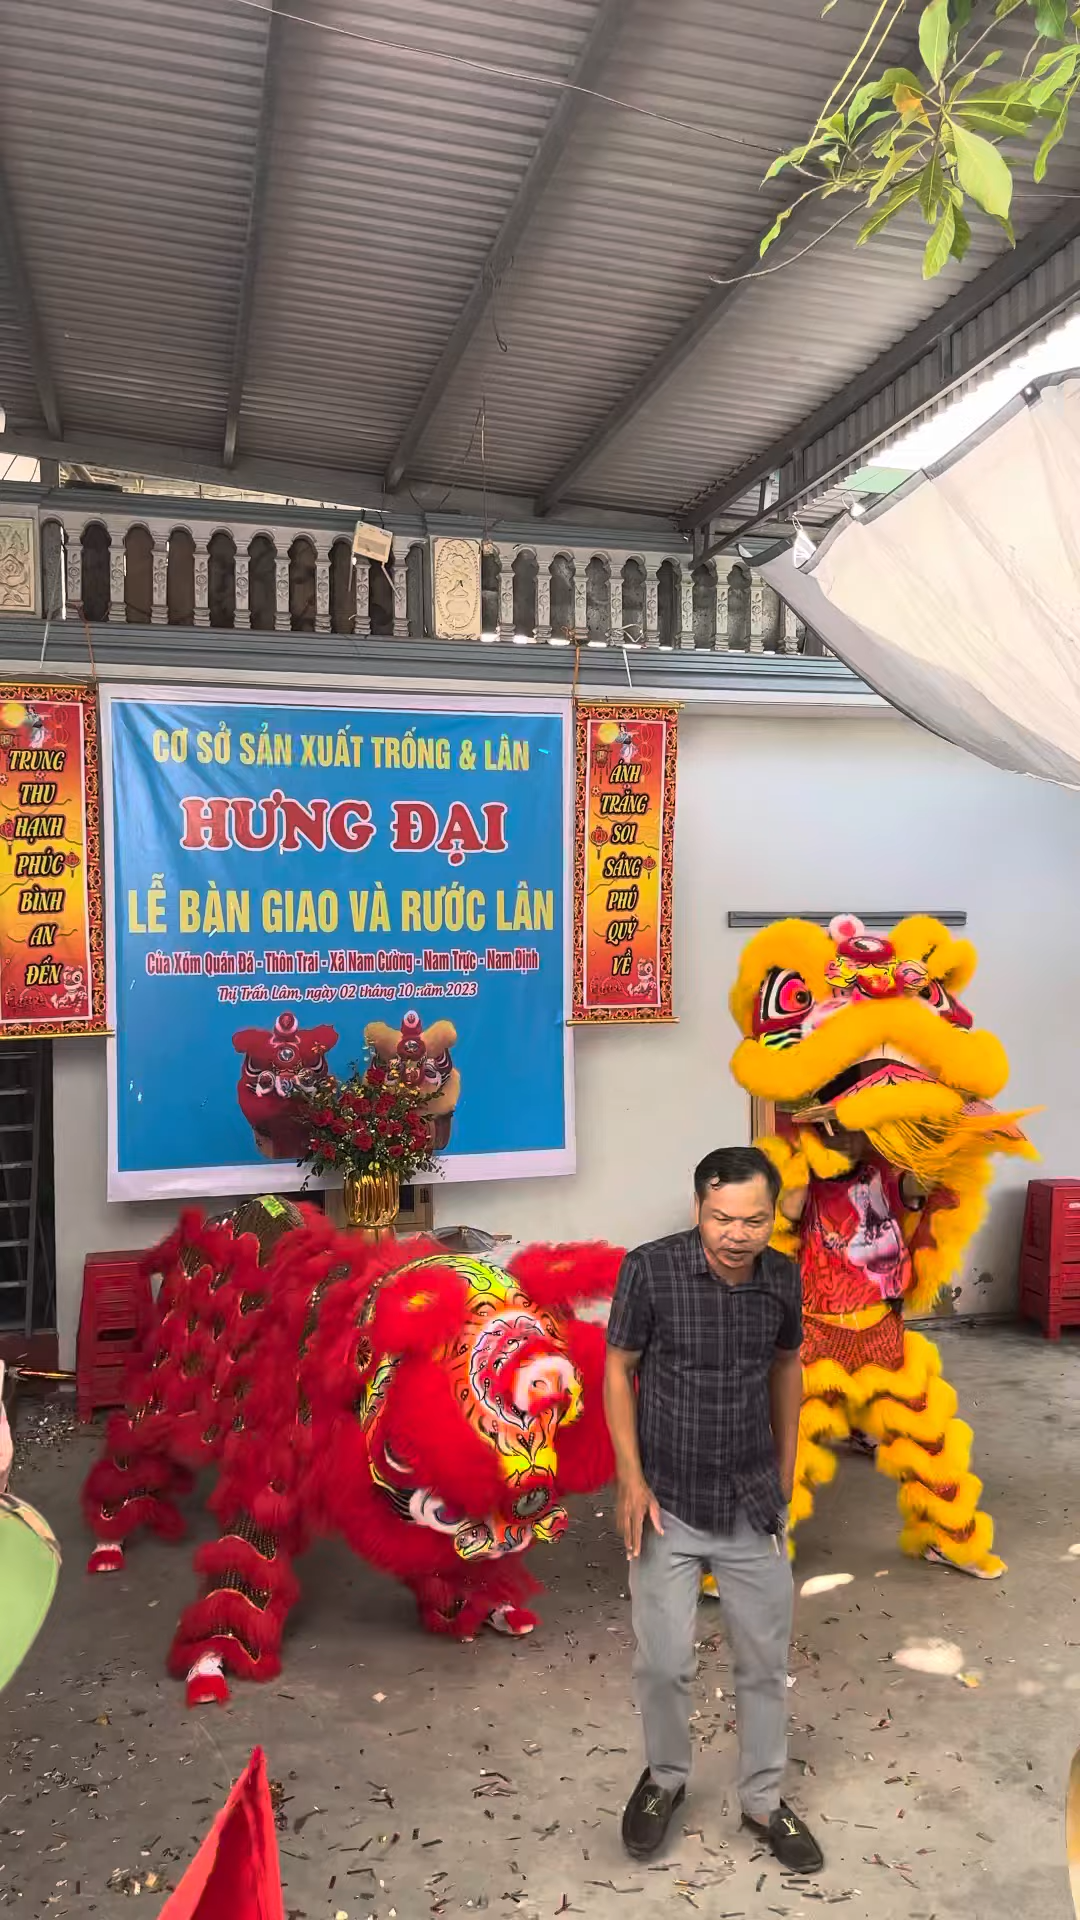 TRUNG
THU
HẠNH
PHÚC
BÌNH
AN
ĐẾN
CƠ SỞ SẢN XUẤT TRỐNG & LÂN
HƯNG ĐẠI
LỄ BÀN GIAO VÀ RƯỚC LÂN
Của Xóm Quán Đá - Thôn Trai - Xã Nam Cường - Nam Trực - Nam Định
Thị Trấn Lâm, ngày 02 tháng 10 năm 2023
ÁNH
TRĂNG
SOI
SÁNG
PHÚ
QUÝ
VỀ